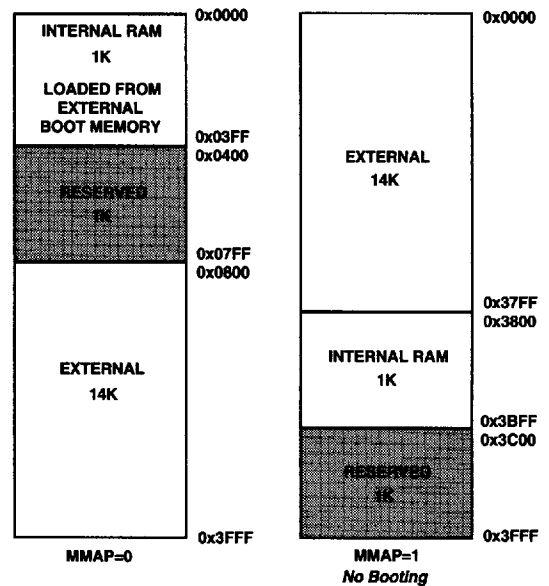 0x0000
INTERNAL RAM
1K
LOADED FROM
EXTERNAL
BOOT MEMORY
0x03FF
0x0400
RESERVED
1K
0x07FF
0x0800
EXTERNAL
14K
0x3FFF
MMAP=0
0x0000
EXTERNAL
14K
0x37FF
0x3800
INTERNAL RAM
1K
0x3BFF
0x3C00
RESERVED
1K
0x3FFF
MMAP=1
No Booting